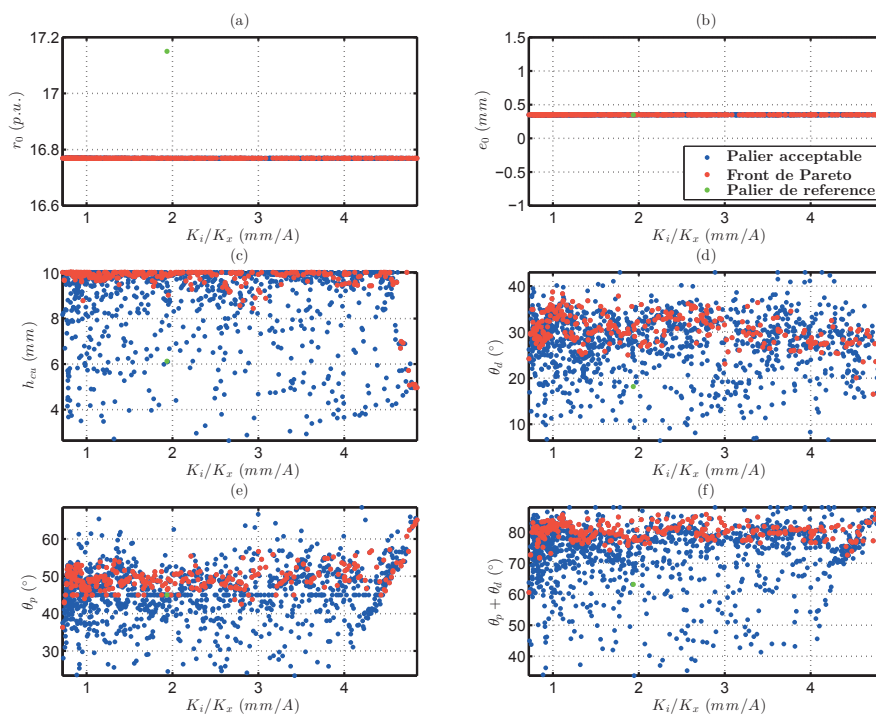 (a)
17.2
17
16.8
16.6
r₀ (p.u.)
1 2 3 4
K_i/K_x (mm/A)
(b)
1.5
1
0.5
0
−0.5
−1
e₀ (mm)
Palier acceptable
Front de Pareto
Palier de reference
1 2 3 4
K_i/K_x (mm/A)
(c)
10
8
6
4
h_cu (mm)
1 2 3 4
K_i/K_x (mm/A)
(d)
40
30
20
10
θ_d (°)
1 2 3 4
K_i/K_x (mm/A)
(e)
60
50
40
30
θ_p (°)
1 2 3 4
K_i/K_x (mm/A)
(f)
80
70
60
50
40
θ_p + θ_d (°)
1 2 3 4
K_i/K_x (mm/A)